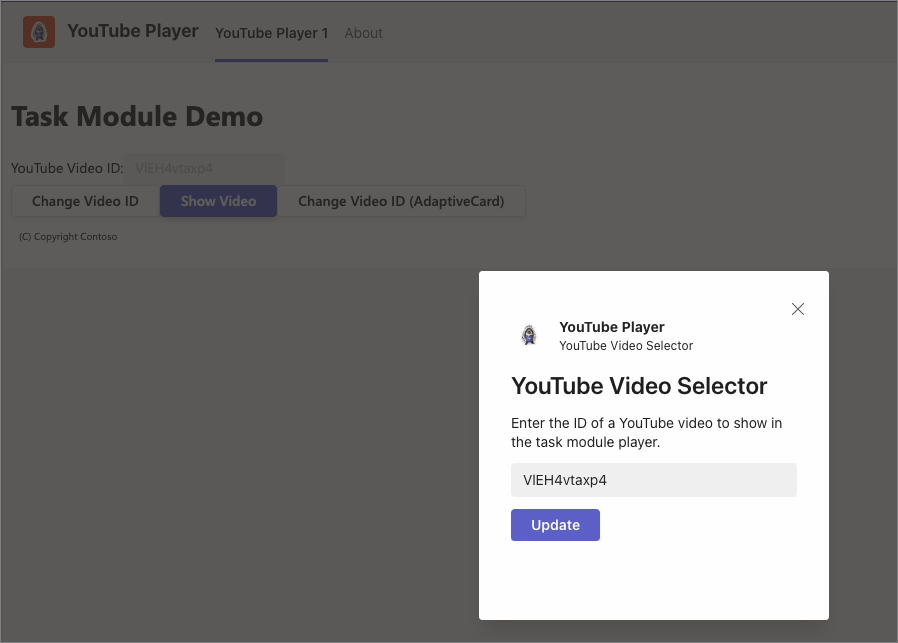 YouTube Player
YouTube Player 1
About
Task Module Demo
YouTube Video ID: VlEH4vtaxp4
Change Video ID
Show Video
Change Video ID (AdaptiveCard)
(C) Copyright Contoso
YouTube Player
YouTube Video Selector
YouTube Video Selector
Enter the ID of a YouTube video to show in
the task module player.
VlEH4vtaxp4
Update